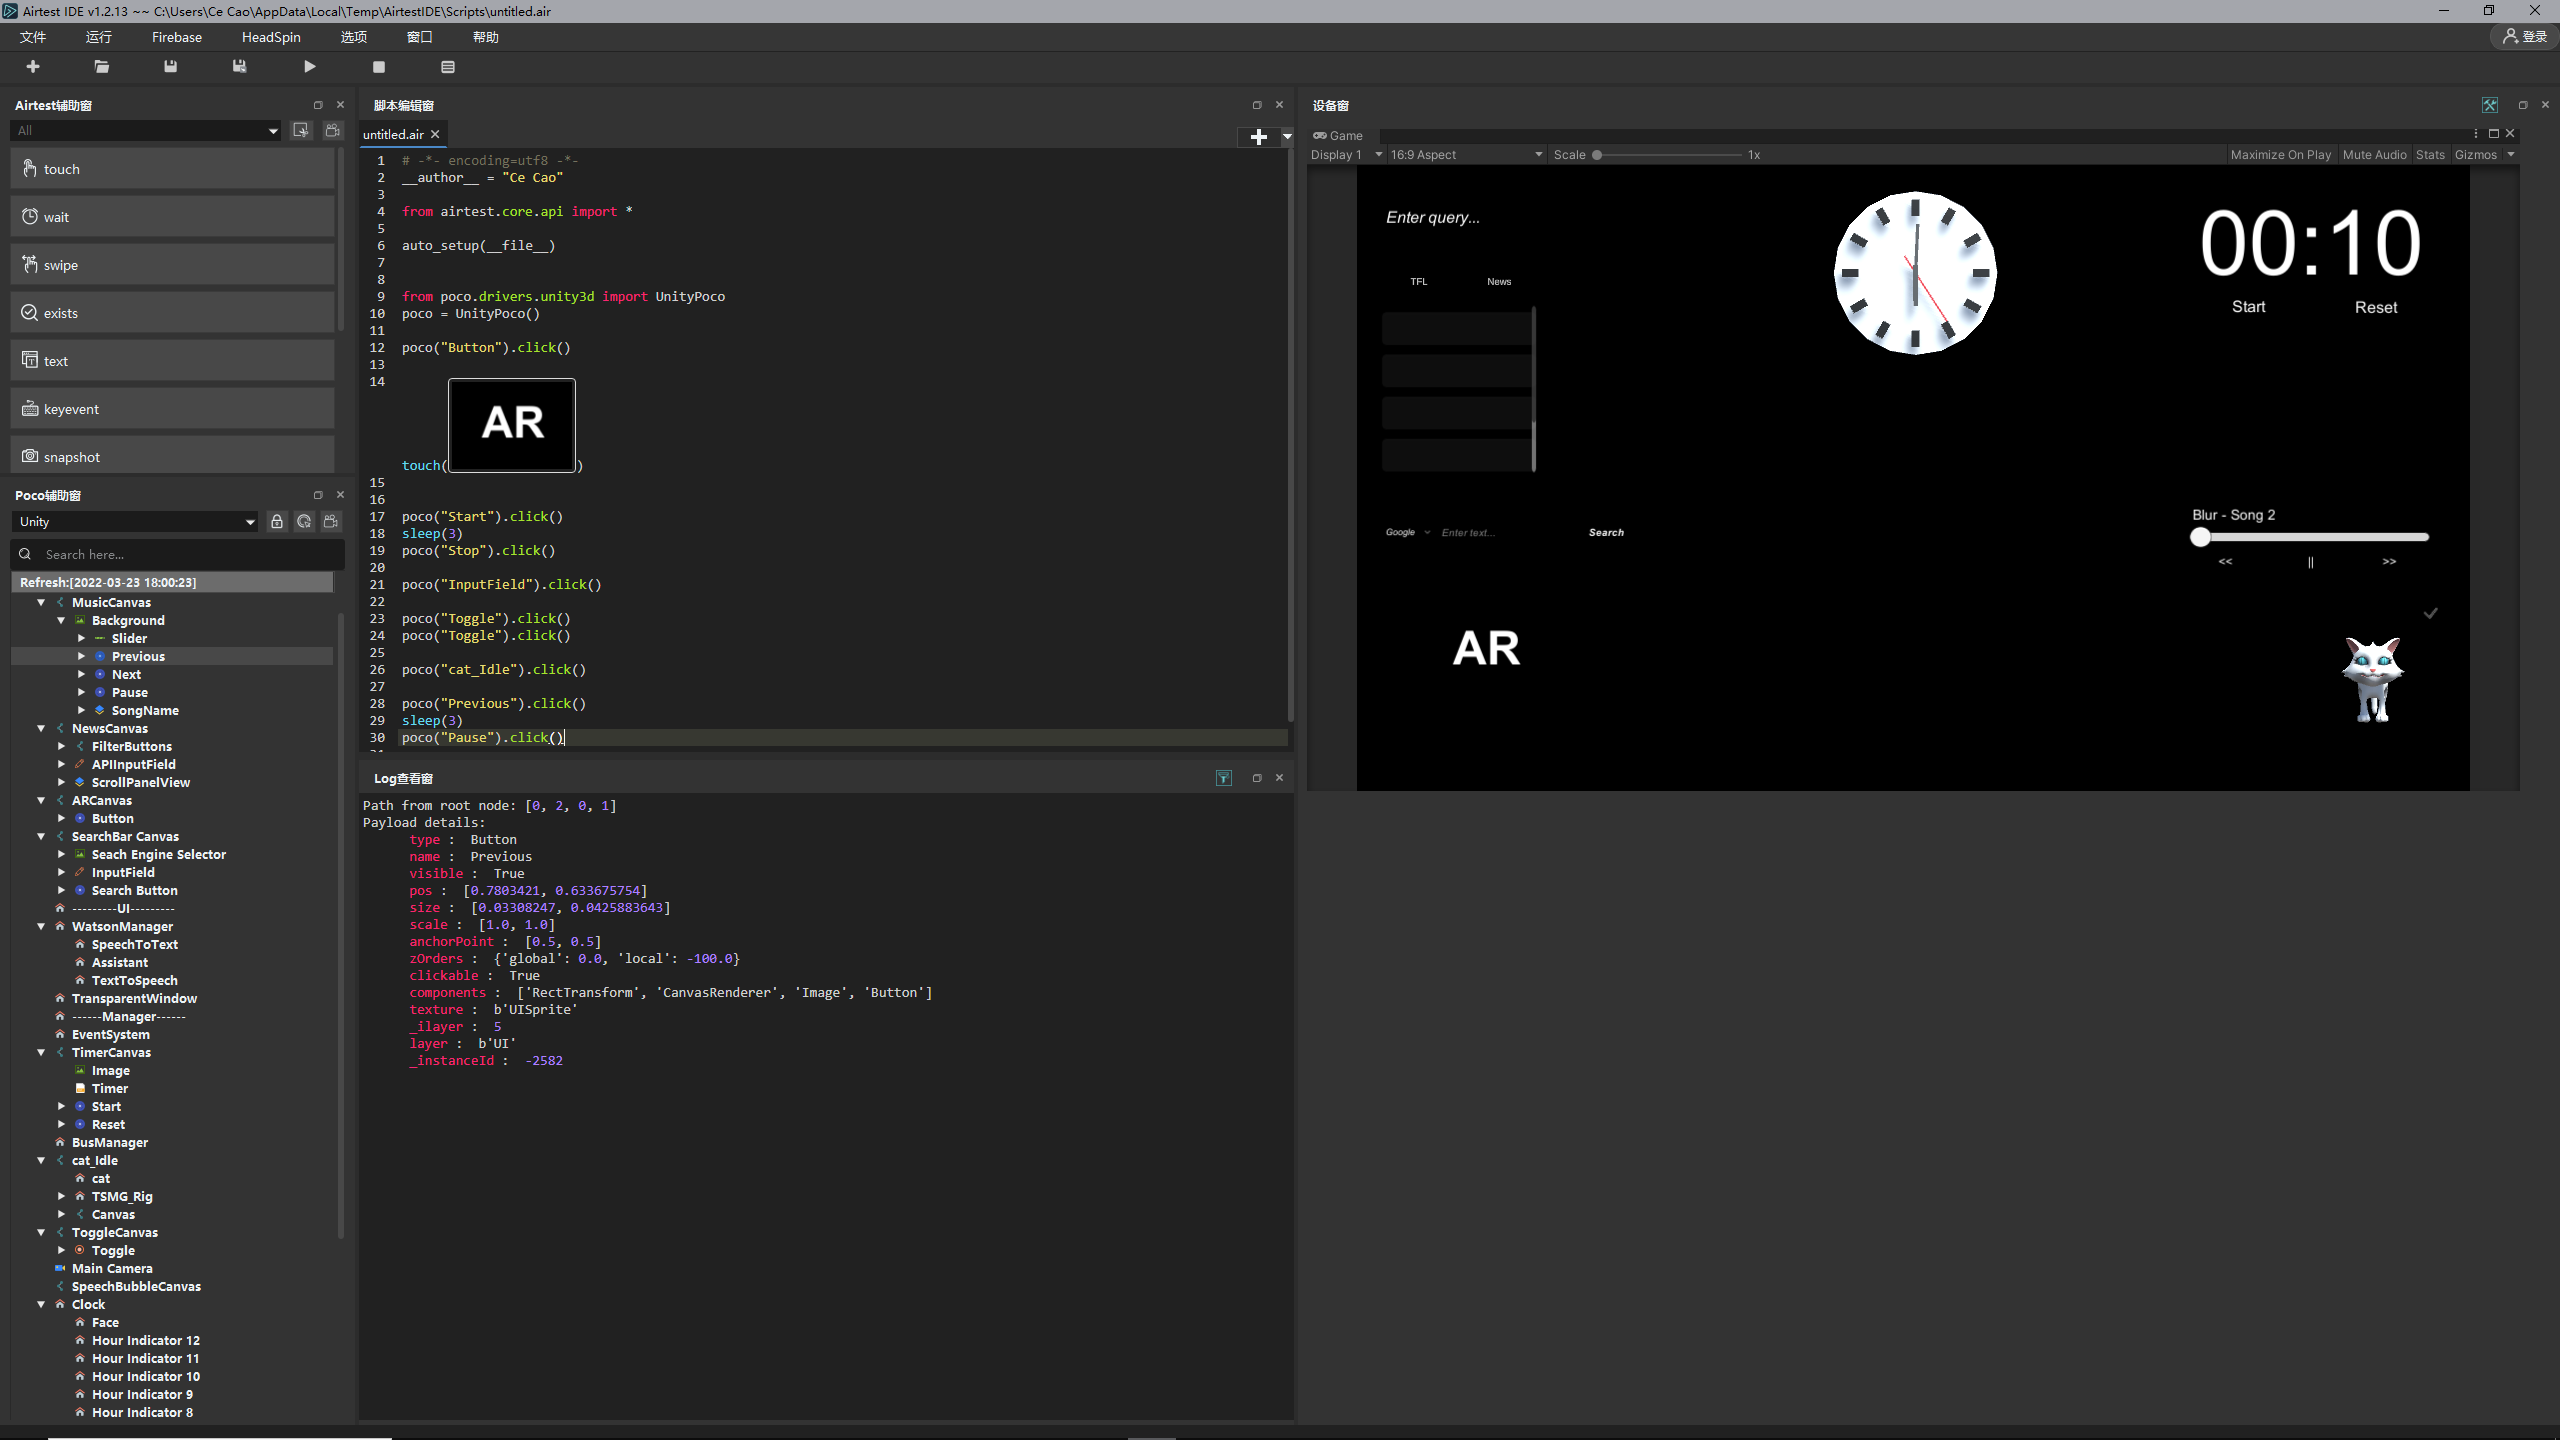 Airtest IDE v1.2.13 ~~ C:\Users\Ce Cao\AppData\Local\Temp\AirtestIDE\Scripts\untitled.air
文件 运行 Firebase HeadSpin 选项 窗口 帮助
登录
Airtest辅助窗
All
touch
wait
swipe
exists
text
keyevent
snapshot
Poco辅助窗
Unity
Search here...
Refresh:[2022-03-23 18:00:23]
MusicCanvas
Background
Slider
Previous
Next
Pause
SongName
NewsCanvas
FilterButtons
APIInputField
ScrollPanelView
ARCanvas
Button
SearchBar Canvas
Seach Engine Selector
InputField
Search Button
---------UI---------
WatsonManager
SpeechToText
Assistant
TextToSpeech
TransparentWindow
------Manager------
EventSystem
TimerCanvas
Image
Timer
Start
Reset
BusManager
cat_Idle
cat
TSMG_Rig
Canvas
ToggleCanvas
Toggle
Main Camera
SpeechBubbleCanvas
Clock
Face
Hour Indicator 12
Hour Indicator 11
Hour Indicator 10
Hour Indicator 9
Hour Indicator 8
脚本编辑窗
untitled.air
1 # -*- encoding=utf8 -*-
2 __author__ = "Ce Cao"
3
4 from airtest.core.api import *
5
6 auto_setup(__file__)
7
8
9 from poco.drivers.unity3d import UnityPoco
10 poco = UnityPoco()
11
12 poco("Button").click()
13
14
AR
touch( )
15
16
17 poco("Start").click()
18 sleep(3)
19 poco("Stop").click()
20
21 poco("InputField").click()
22
23 poco("Toggle").click()
24 poco("Toggle").click()
25
26 poco("cat_Idle").click()
27
28 poco("Previous").click()
29 sleep(3)
30 poco("Pause").click()
Log查看窗
Path from root node: [0, 2, 0, 1]
Payload details:
type : Button
name : Previous
visible : True
pos : [0.7803421, 0.633675754]
size : [0.03308247, 0.0425883643]
scale : [1.0, 1.0]
anchorPoint : [0.5, 0.5]
zOrders : {'global': 0.0, 'local': -100.0}
clickable : True
components : ['RectTransform', 'CanvasRenderer', 'Image', 'Button']
texture : b'UISprite'
_ilayer : 5
layer : b'UI'
_instanceId : -2582
设备窗
Game
Display 1 16:9 Aspect Scale 1x Maximize On Play Mute Audio Stats Gizmos
Enter query...
TFL News
00:10
Start Reset
Google Enter text... Search
Blur - Song 2
<< || >>
AR